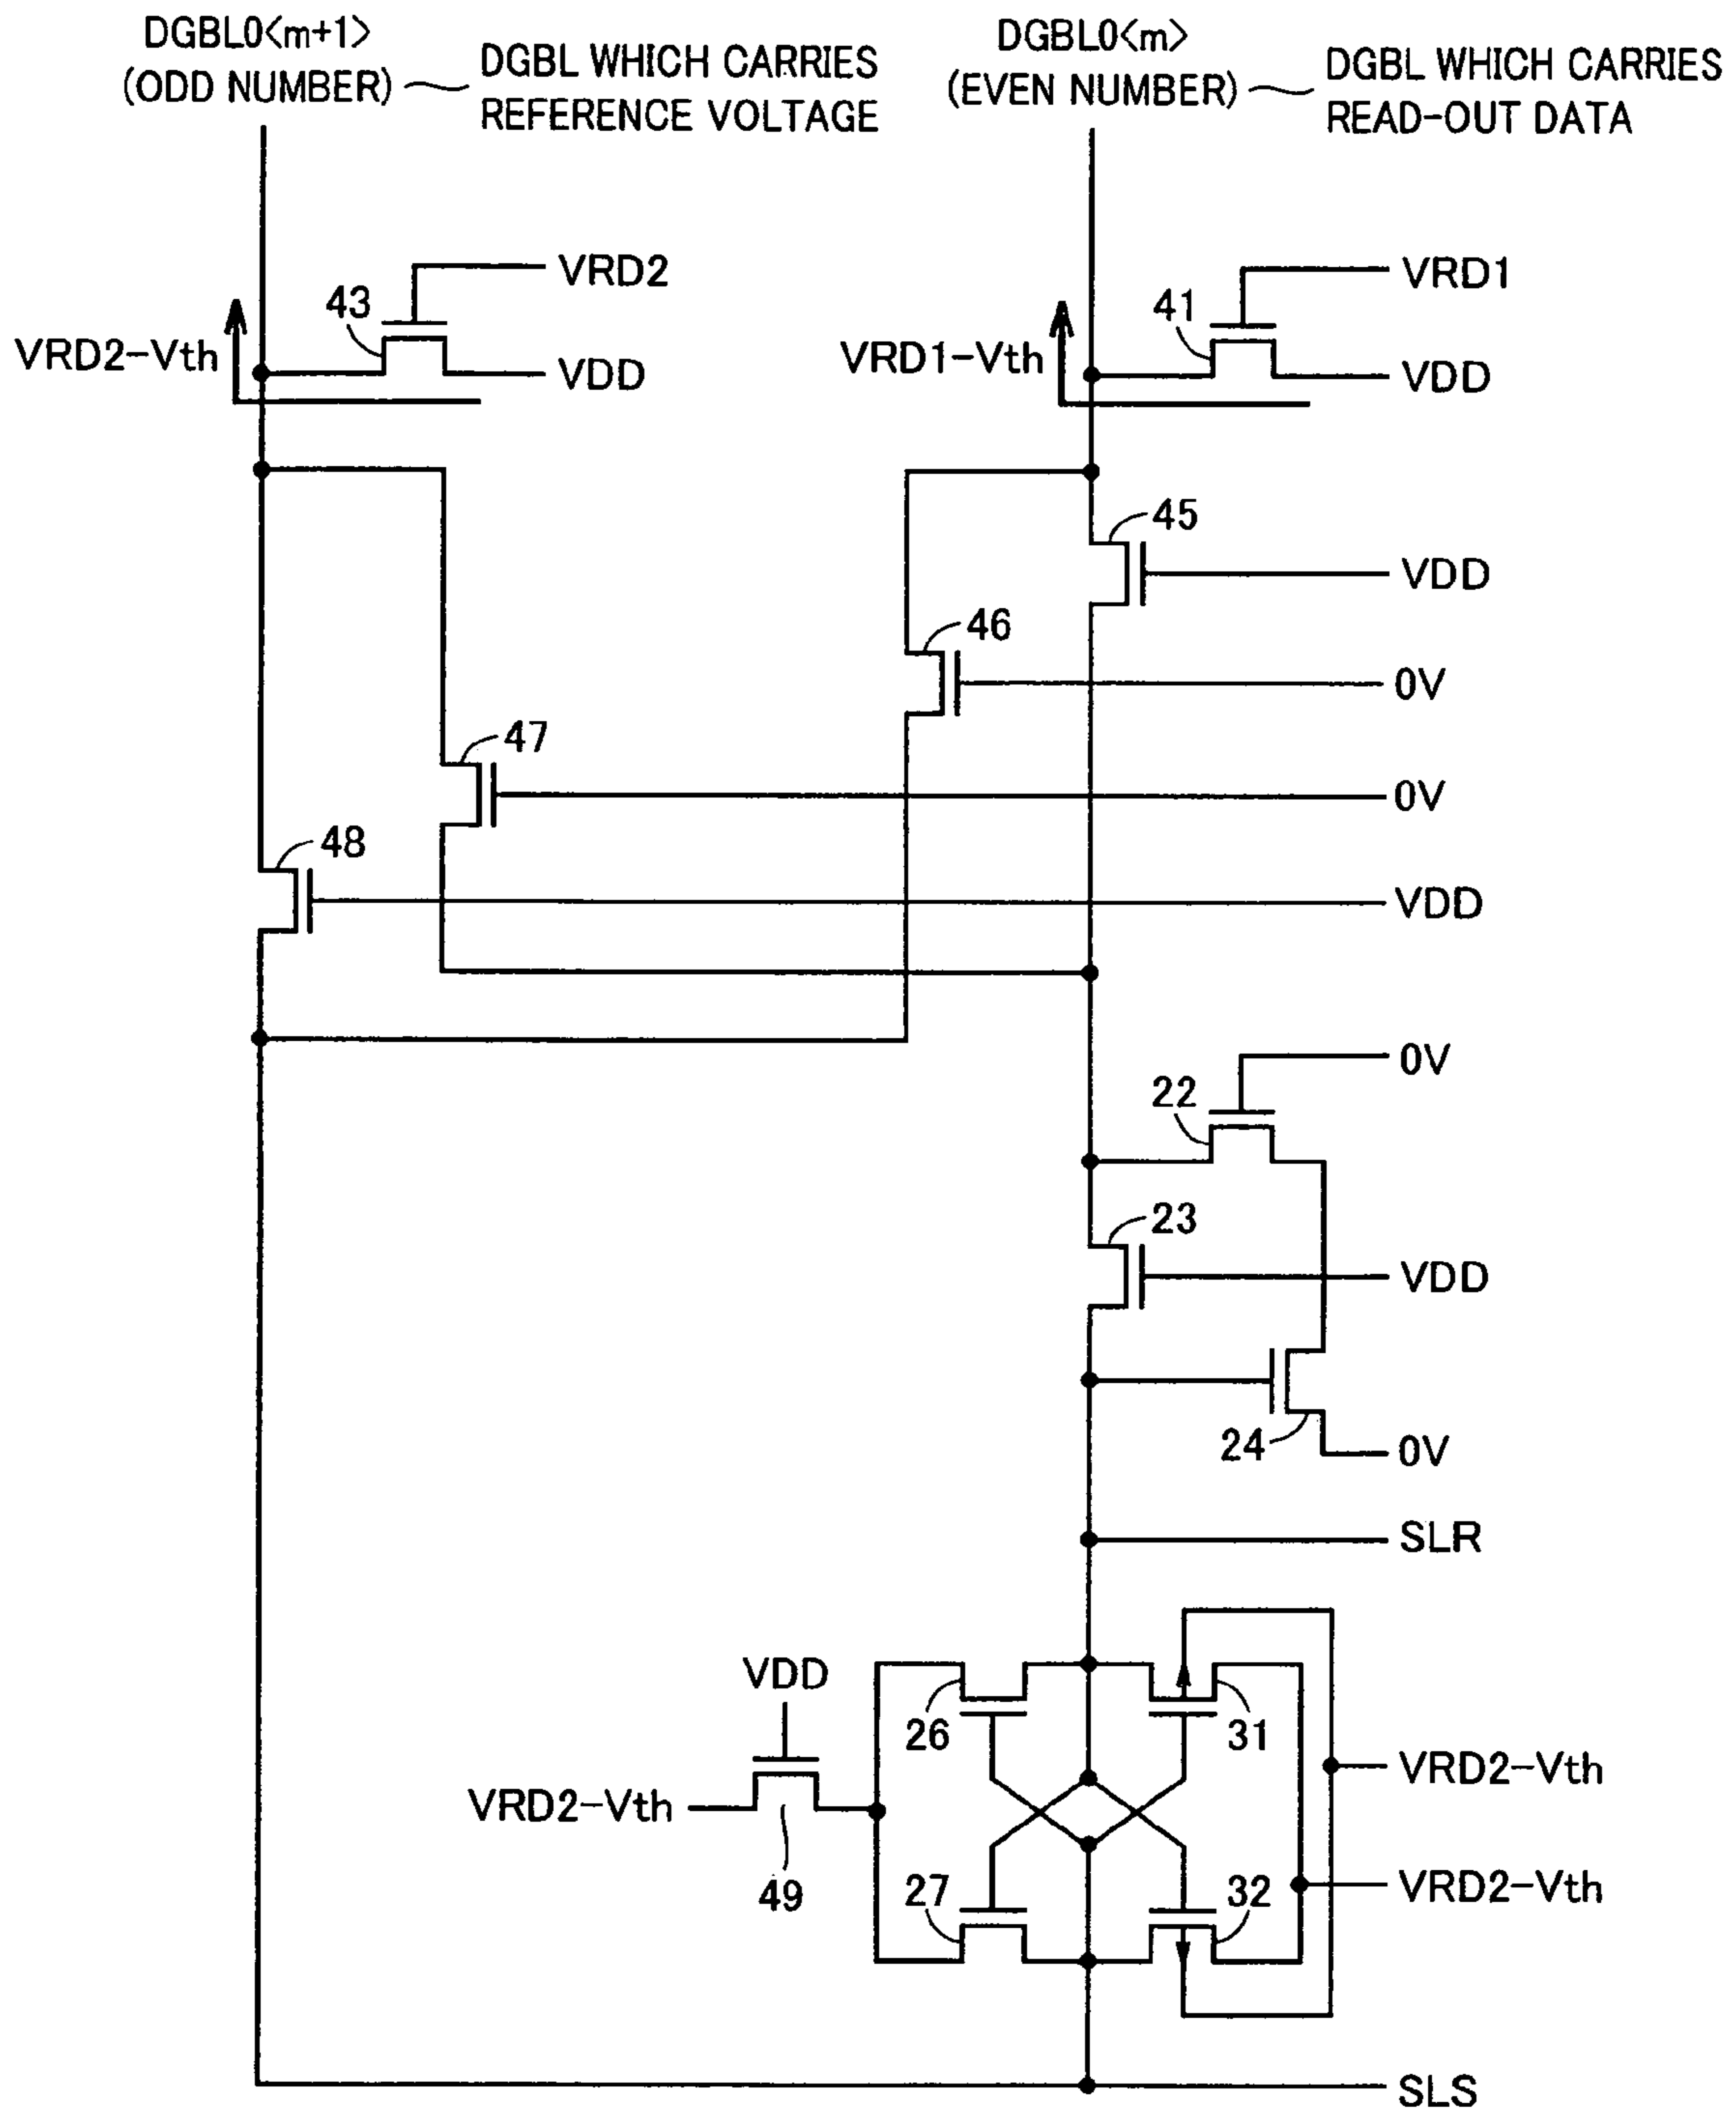 DGBL0<m+1>
(ODD NUMBER)
DGBL WHICH CARRIES
REFERENCE VOLTAGE
DGBL0<m>
(EVEN NUMBER)
DGBL WHICH CARRIES
READ-OUT DATA
VRD2
43
VRD2-Vth
VDD
VRD1
41
VRD1-Vth
VDD
45
VDD
46
0V
47
0V
48
VDD
0V
22
23
VDD
24
0V
SLR
VDD
26
31
VRD2-Vth
VRD2-Vth
49
27
32
VRD2-Vth
SLS